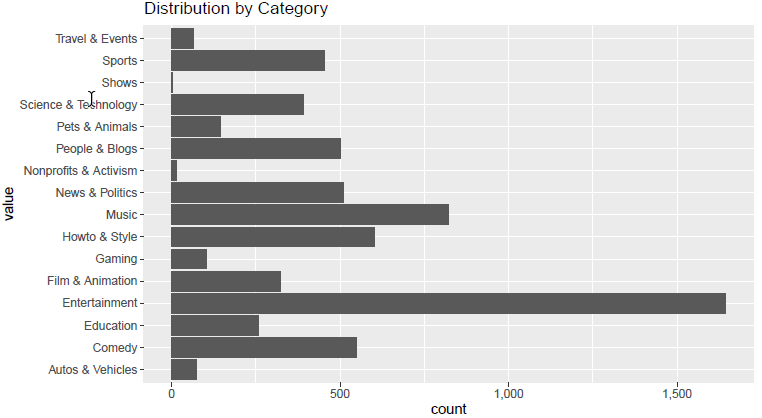 Distribution by Category
Travel & Events
Sports
Shows
Science & Technology
Pets & Animals
People & Blogs
Nonprofits & Activism
News & Politics
Music
Howto & Style
Gaming
Film & Animation
Entertainment
Education
Comedy
Autos & Vehicles
value
0 500 1,000 1,500
count